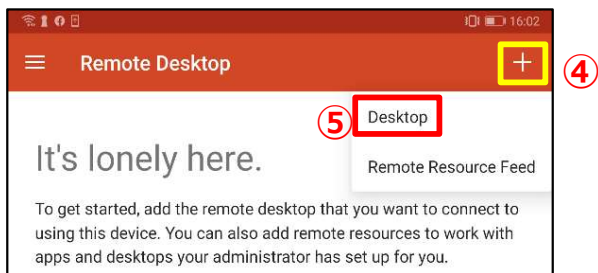 16:02
Remote Desktop
+
④
⑤
Desktop
Remote Resource Feed
It's lonely here.
To get started, add the remote desktop that you want to connect to
using this device. You can also add remote resources to work with
apps and desktops your administrator has set up for you.